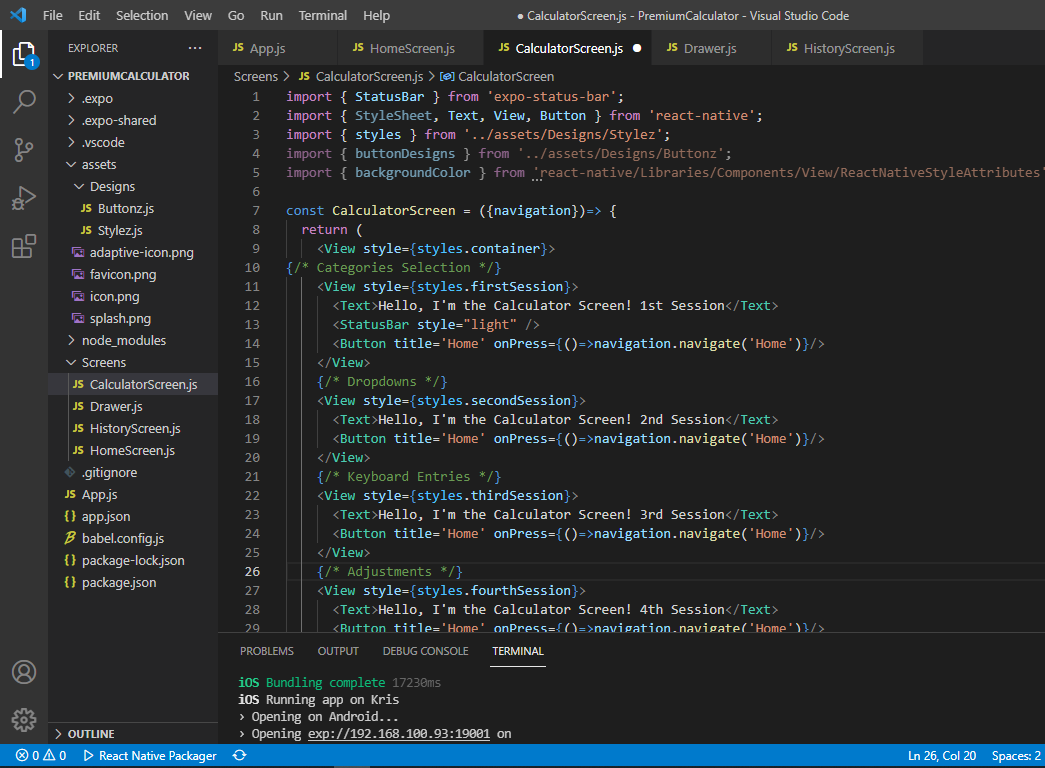 File Edit Selection View Go Run Terminal Help ● CalculatorScreen.js - PremiumCalculator - Visual Studio Code
1
EXPLORER ···
PREMIUMCALCULATOR
.expo
.expo-shared
.vscode
assets
Designs
JS Buttonz.js
JS Stylez.js
adaptive-icon.png
favicon.png
icon.png
splash.png
node_modules
Screens
JS CalculatorScreen.js
JS Drawer.js
JS HistoryScreen.js
JS HomeScreen.js
.gitignore
JS App.js
{} app.json
babel.config.js
{} package-lock.json
{} package.json
OUTLINE
JS App.js JS HomeScreen.js JS CalculatorScreen.js ● JS Drawer.js JS HistoryScreen.js
Screens > JS CalculatorScreen.js > CalculatorScreen
1 import { StatusBar } from 'expo-status-bar';
2 import { StyleSheet, Text, View, Button } from 'react-native';
3 import { styles } from '../assets/Designs/Stylez';
4 import { buttonDesigns } from '../assets/Designs/Buttonz';
5 import { backgroundColor } from 'react-native/Libraries/Components/View/ReactNativeStyleAttributes'
6
7 const CalculatorScreen = ({navigation})=> {
8 return (
9 <View style={styles.container}>
10 {/* Categories Selection */}
11 <View style={styles.firstSession}>
12 <Text>Hello, I'm the Calculator Screen! 1st Session</Text>
13 <StatusBar style="light" />
14 <Button title='Home' onPress={()=>navigation.navigate('Home')}/>
15 </View>
16 {/* Dropdowns */}
17 <View style={styles.secondSession}>
18 <Text>Hello, I'm the Calculator Screen! 2nd Session</Text>
19 <Button title='Home' onPress={()=>navigation.navigate('Home')}/>
20 </View>
21 {/* Keyboard Entries */}
22 <View style={styles.thirdSession}>
23 <Text>Hello, I'm the Calculator Screen! 3rd Session</Text>
24 <Button title='Home' onPress={()=>navigation.navigate('Home')}/>
25 </View>
26 {/* Adjustments */}
27 <View style={styles.fourthSession}>
28 <Text>Hello, I'm the Calculator Screen! 4th Session</Text>
29 <Button title='Home' onPress={()=>navigation.navigate('Home')}/>
PROBLEMS OUTPUT DEBUG CONSOLE TERMINAL
iOS Bundling complete 17230ms
iOS Running app on Kris
› Opening on Android...
› Opening exp://192.168.100.93:19001 on
0 0 React Native Packager Ln 26, Col 20 Spaces: 2